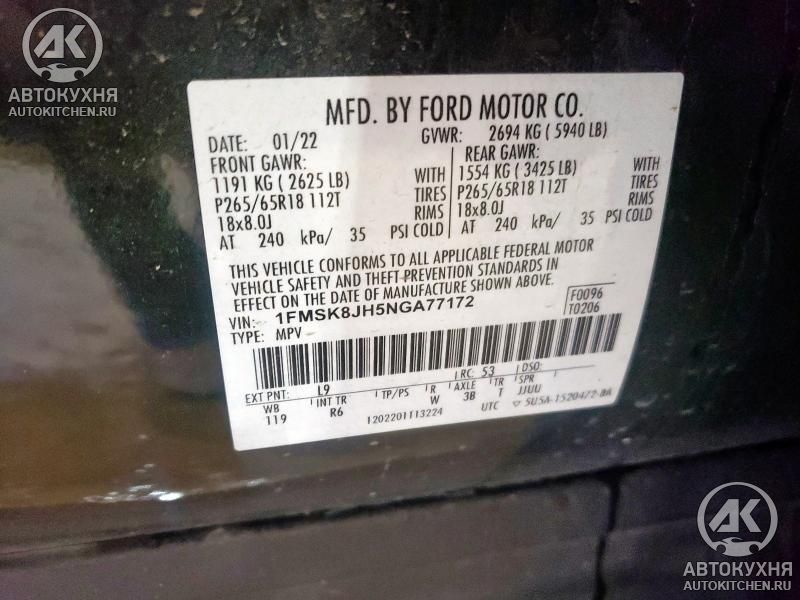 AK
АВТОКУХНЯ
AUTOKITCHEN.RU
MFD. BY FORD MOTOR CO.
DATE: 01/22 GVWR: 2694 KG ( 5940 LB)
FRONT GAWR: REAR GAWR:
1191 KG ( 2625 LB) WITH 1554 KG ( 3425 LB) WITH
P265/65R18 112T TIRES P265/65R18 112T TIRES
18x8.0J RIMS 18x8.0J RIMS
AT 240 kPa/ 35 PSI COLD AT 240 kPa/ 35 PSI COLD
THIS VEHICLE CONFORMS TO ALL APPLICABLE FEDERAL MOTOR
VEHICLE SAFETY AND THEFT PREVENTION STANDARDS IN
EFFECT ON THE DATE OF MANUFACTURE SHOWN ABOVE.
VIN: 1FMSK8JH5NGA77172 F0096
TYPE: MPV T0206
EXT PNT: L9 RC: 53 DSO:
WB INT TR TP/PS R AXLE TR SPR
119 R6 W 3B T JJUU
1202201113224 UTC ▽ 5U5A-1520472-BA
AK
АВТОКУХНЯ
AUTOKITCHEN.RU